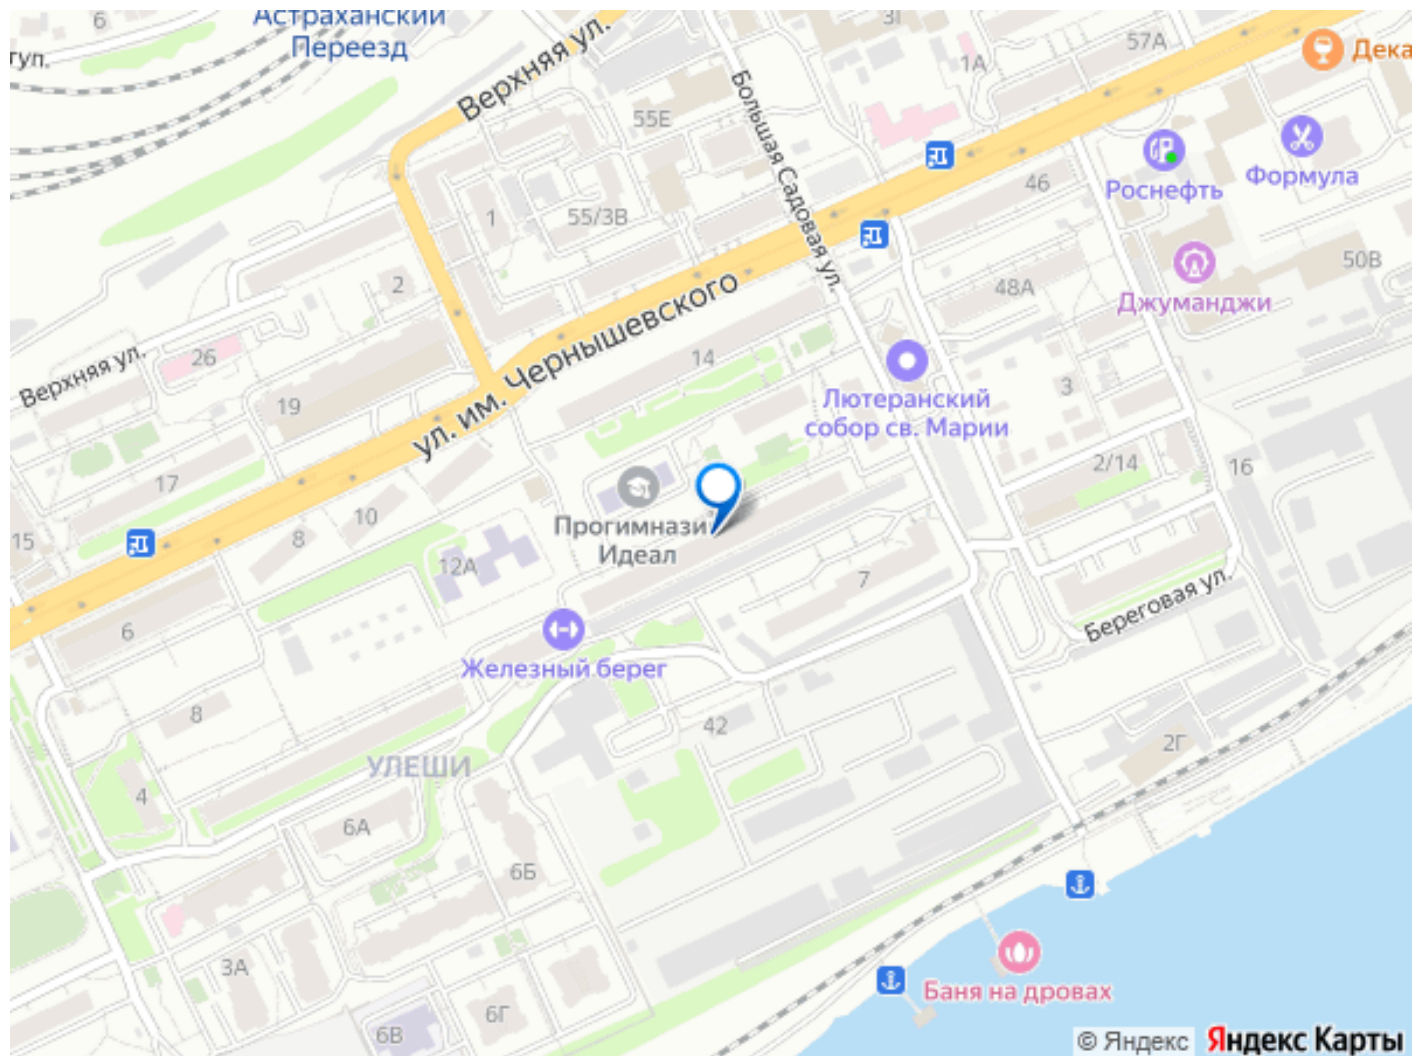 6
Астраханский
Переезд
туп.
Верхняя ул.
3Г
1А
57А
Дека
55Е
Большая Садовая ул.
Роснефть
Формула
46
1
55/3В
50В
2
48А
Джуманджи
ул. им. Чернышевского
Верхняя ул.
26
14
3
19
Лютеранский
собор св. Марии
2/14
16
17
Прогимнази
Идеал
10
8
15
12А
7
Береговая ул.
6
Железный берег
8
42
2Г
УЛЕШИ
4
6А
6Б
3А
6Г
6В
Баня на дровах
© Яндекс Яндекс Карты